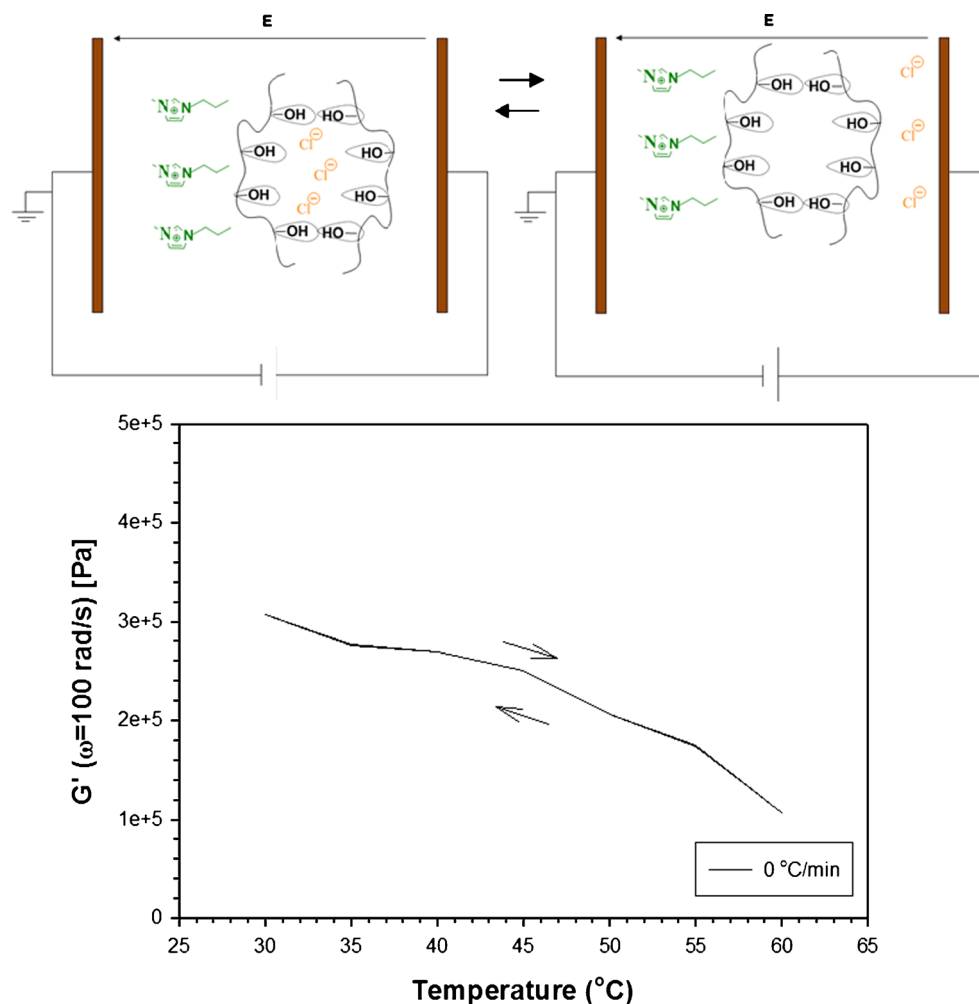 E
E
N N
OH HO
OH HO
OH HO
OH HO
Cl⊖
Cl⊖
Cl⊖
N N
N N
N N
OH HO
OH HO
OH HO
OH HO
N N
N N
Cl⊖
Cl⊖
Cl⊖
G' (ω=100 rad/s) [Pa]
5e+5
4e+5
3e+5
2e+5
1e+5
0
0 °C/min
25 30 35 40 45 50 55 60 65
Temperature (°C)